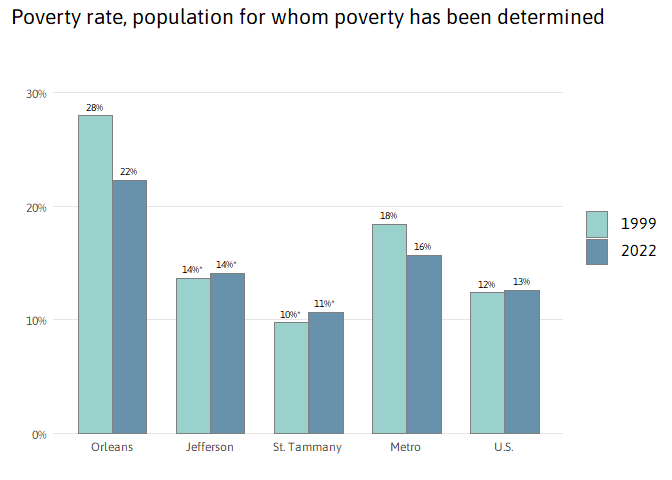 Poverty rate, population for whom poverty has been determined
30%
28%
22%
20%
18%
16%
14%*
14%*
12%
13%
10%*
11%*
10%
0%
Orleans
Jefferson
St. Tammany
Metro
U.S.
1999
2022